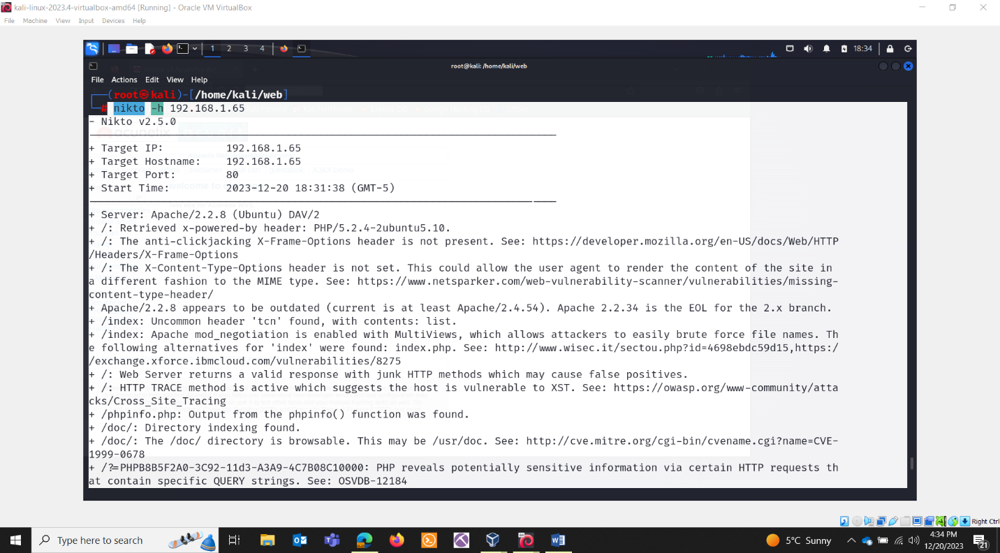 kali-linux-2023.4-virtualbox-amd64 [Running] - Oracle VM VirtualBox
File Machine View Input Devices Help
1 2 3 4
18:34
root@kali: /home/kali/web
File Actions Edit View Help
(root㉿kali)-[/home/kali/web]
# nikto -h 192.168.1.65
- Nikto v2.5.0
+ Target IP: 192.168.1.65
+ Target Hostname: 192.168.1.65
+ Target Port: 80
+ Start Time: 2023-12-20 18:31:38 (GMT-5)
+ Server: Apache/2.2.8 (Ubuntu) DAV/2
+ /: Retrieved x-powered-by header: PHP/5.2.4-2ubuntu5.10.
+ /: The anti-clickjacking X-Frame-Options header is not present. See: https://developer.mozilla.org/en-US/docs/Web/HTTP
/Headers/X-Frame-Options
+ /: The X-Content-Type-Options header is not set. This could allow the user agent to render the content of the site in
a different fashion to the MIME type. See: https://www.netsparker.com/web-vulnerability-scanner/vulnerabilities/missing-
content-type-header/
+ Apache/2.2.8 appears to be outdated (current is at least Apache/2.4.54). Apache 2.2.34 is the EOL for the 2.x branch.
+ /index: Uncommon header 'tcn' found, with contents: list.
+ /index: Apache mod_negotiation is enabled with MultiViews, which allows attackers to easily brute force file names. Th
e following alternatives for 'index' were found: index.php. See: http://www.wisec.it/sectou.php?id=4698ebdc59d15,https:/
/exchange.xforce.ibmcloud.com/vulnerabilities/8275
+ /: Web Server returns a valid response with junk HTTP methods which may cause false positives.
+ /: HTTP TRACE method is active which suggests the host is vulnerable to XST. See: https://owasp.org/www-community/atta
cks/Cross_Site_Tracing
+ /phpinfo.php: Output from the phpinfo() function was found.
+ /doc/: Directory indexing found.
+ /doc/: The /doc/ directory is browsable. This may be /usr/doc. See: http://cve.mitre.org/cgi-bin/cvename.cgi?name=CVE-
1999-0678
+ /?=PHPB8B5F2A0-3C92-11d3-A3A9-4C7B08C10000: PHP reveals potentially sensitive information via certain HTTP requests th
at contain specific QUERY strings. See: OSVDB-12184
Right Ctrl
Type here to search
5°C Sunny
4:34 PM
12/20/2023
21